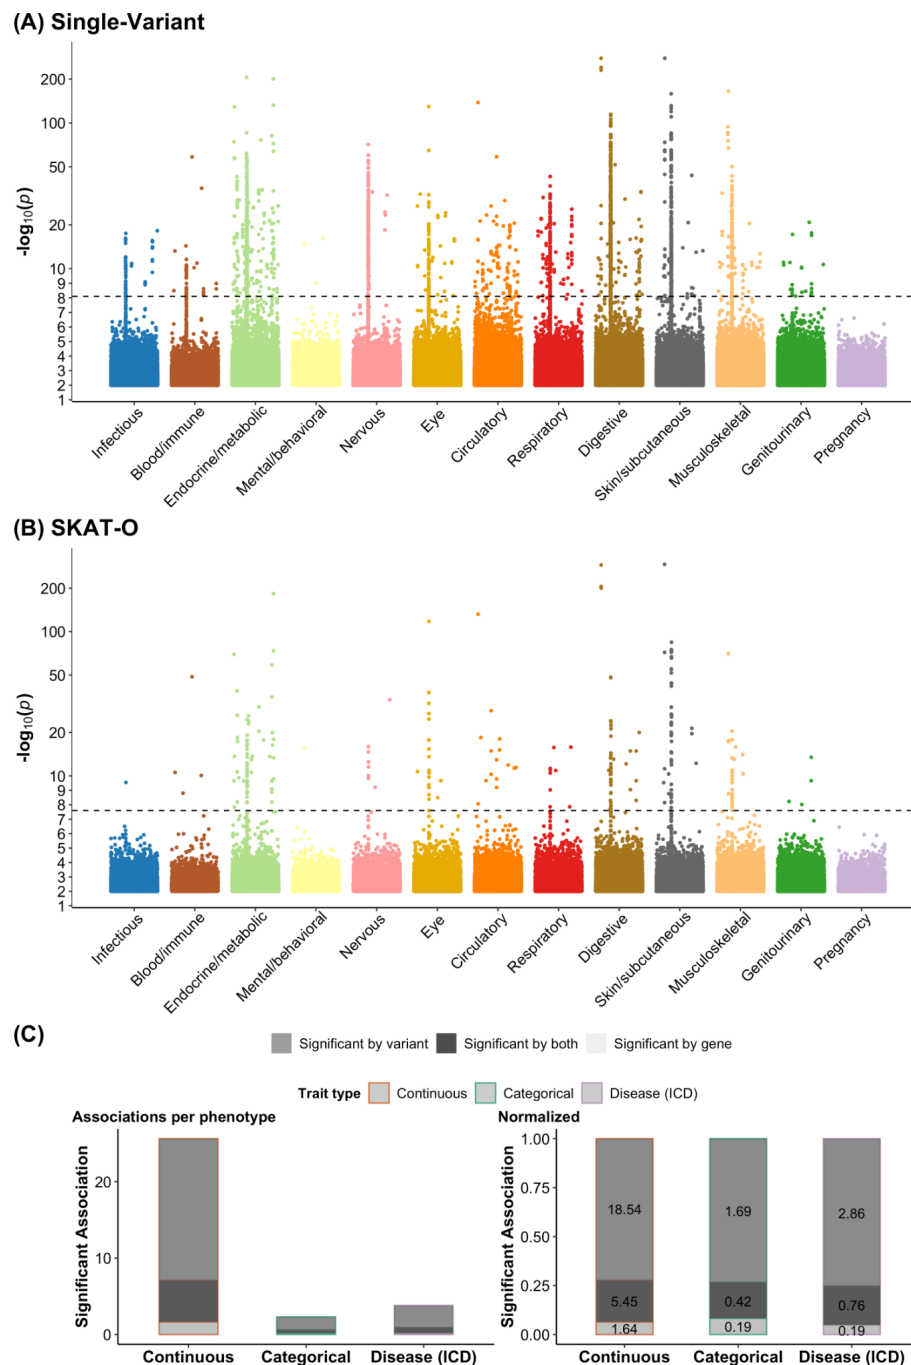 (A) Single-Variant
-log10(p)
200
100
50
20
10
9
8
7
6
5
4
3
2
1
Infectious
Blood/immune
Endocrine/metabolic
Mental/behavioral
Nervous
Eye
Circulatory
Respiratory
Digestive
Skin/subcutaneous
Musculoskeletal
Genitourinary
Pregnancy
(B) SKAT-O
-log10(p)
200
100
50
20
10
8
7
6
5
4
3
2
1
Infectious
Blood/immune
Endocrine/metabolic
Mental/behavioral
Nervous
Eye
Circulatory
Respiratory
Digestive
Skin/subcutaneous
Musculoskeletal
Genitourinary
Pregnancy
(C)
Significant by variant Significant by both Significant by gene
Trait type Continuous Categorical Disease (ICD)
Associations per phenotype
Significant Association
20
10
0
Continuous Categorical Disease (ICD)
Normalized
Significant Association
1.00
0.75
0.50
0.25
0.00
18.54 1.69 2.86
5.45 0.42 0.76
1.64 0.19 0.19
Continuous Categorical Disease (ICD)